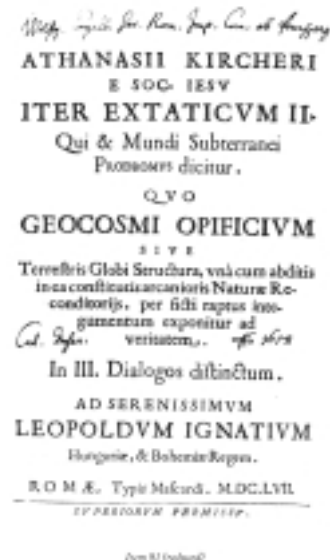 ATHANASII KIRCHERI
E SOC. IESV
ITER EXTATICVM II.
Qui & Mundi Subterranei
PRODROMVS dicitur.
QVO
GEOCOSMI OPIFICIVM
SIVE
Terrestris Globi Structura, vnà cum abditis
in ea constitutis arcanioris Naturæ Re-
conditorijs, per ficti raptus inte-
gumentum exponitur ad
veritatem.
In III. Dialogos distinctum.
AD SERENISSIMVM
LEOPOLDVM IGNATIVM
Hungariæ, & Bohemiæ Regem.
ROMÆ, Typis Mascardi. M.DC.LVII.
SVPERIORVM PERMISSV.